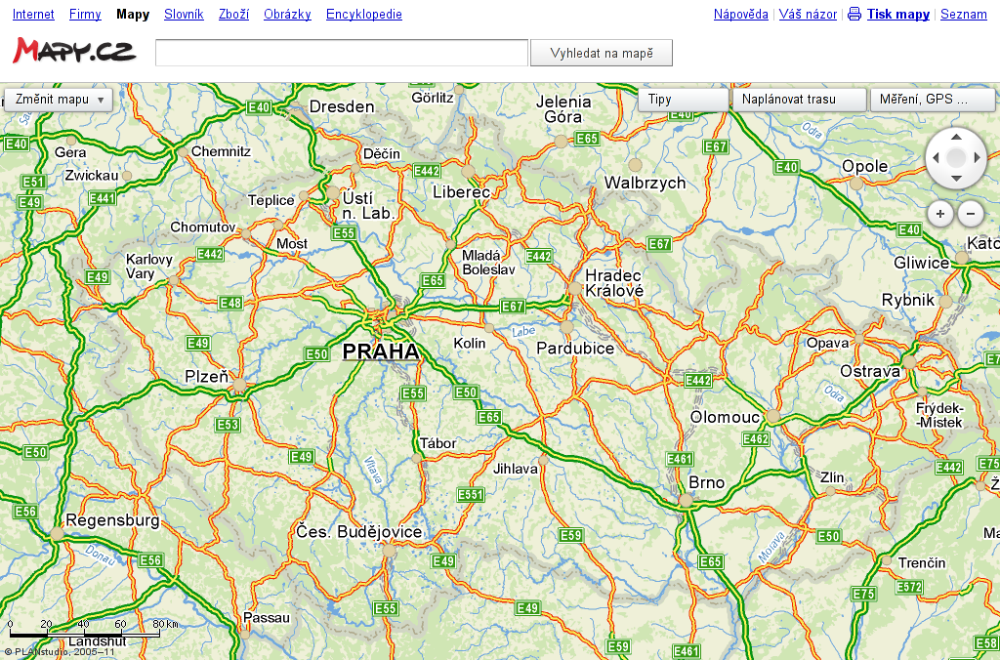 Internet Firmy Mapy Slovník Zboží Obrázky Encyklopedie
Nápověda Váš názor Tisk mapy Seznam
MAPY.CZ
Vyhledat na mapě
Změnit mapu
Tipy
Naplánovat trasu
Měření, GPS ...
Görlitz
Jelenia
Góra
E40
Dresden
E40
Odra
E65
E67
E40
Gera
Chemnitz
Děčín
E40
Opole
Zwickau
E51
E442
Walbrzych
E441
E49
Teplice
Ústí
n. Lab.
Liberec
Chomutov
E55
E40
Most
E67
Kato
Karlovy
Vary
E442
Mladá
Boleslav
E442
Gliwice
E49
E65
Hradec
Králové
E48
E67
Rybnik
Labe
E49
Kolín
Pardubice
Opava
PRAHA
E50
E7
Ostrava
Plzeň
E442
E55
E50
Odra
Frýdek-
-Místek
E53
E65
Olomouc
E462
Tábor
E50
E49
E461
E442
E75
Vltava
Jihlava
Zlín
Brno
Ž
E551
E56
Regensburg
Čes. Budějovice
E59
E50
Ma
Donau
E56
E49
E65
Morava
Trenčín
E572
E75
E55
E49
Passau
0 20 40 60 80 km
Landshut
© PLANstudio, 2005–11
E59
E461
E58